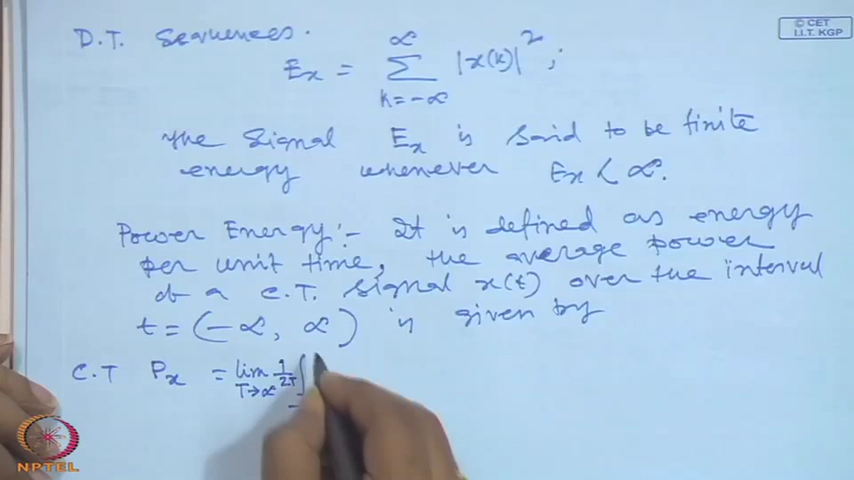 © CET
I.I.T. KGP
D.T. Sequences.
Ex = ∞ Σ k=-∞ |x(k)|² ;
The Signal Ex is said to be finite
energy whenever Ex < ∞.
Power Energy:- It is defined as energy
per unit time, the average power
of a C.T. Signal x(t) over the interval
t = (-∞, ∞) is given by
C.T Px = lim T→∞ 1/2T ∫
NPTEL